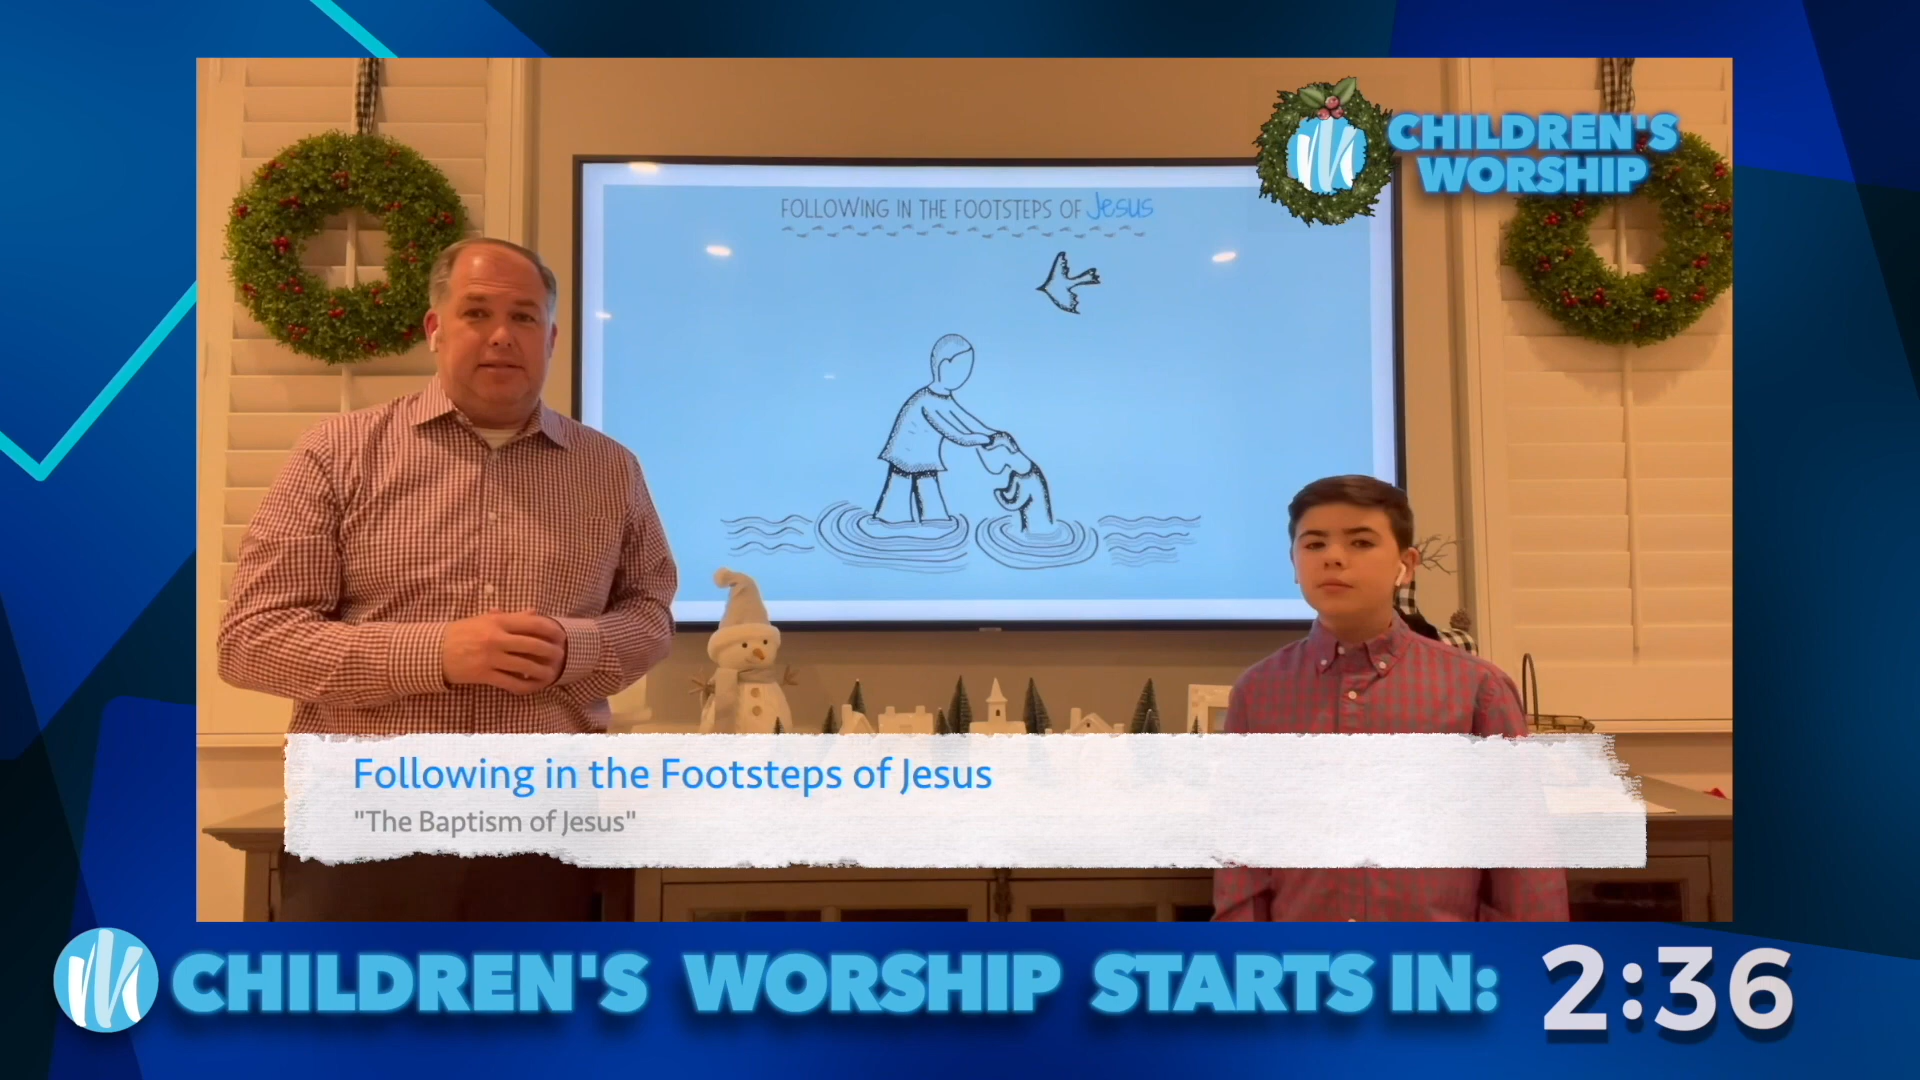 CHILDREN'S
WORSHIP
FOLLOWING IN THE FOOTSTEPS OF Jesus
Following in the Footsteps of Jesus
"The Baptism of Jesus"
CHILDREN'S WORSHIP STARTS IN: 2:36